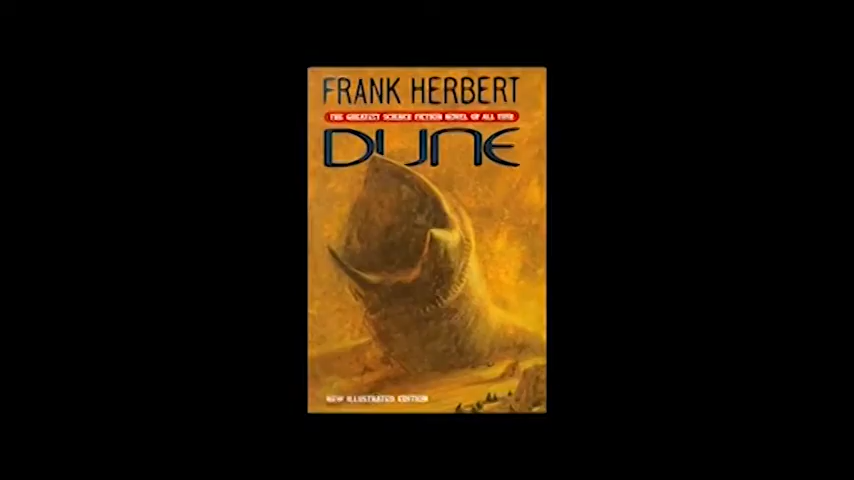 FRANK HERBERT
THE GREATEST SCIENCE FICTION NOVEL OF ALL TIME
DUNE
NEW ILLUSTRATED EDITION